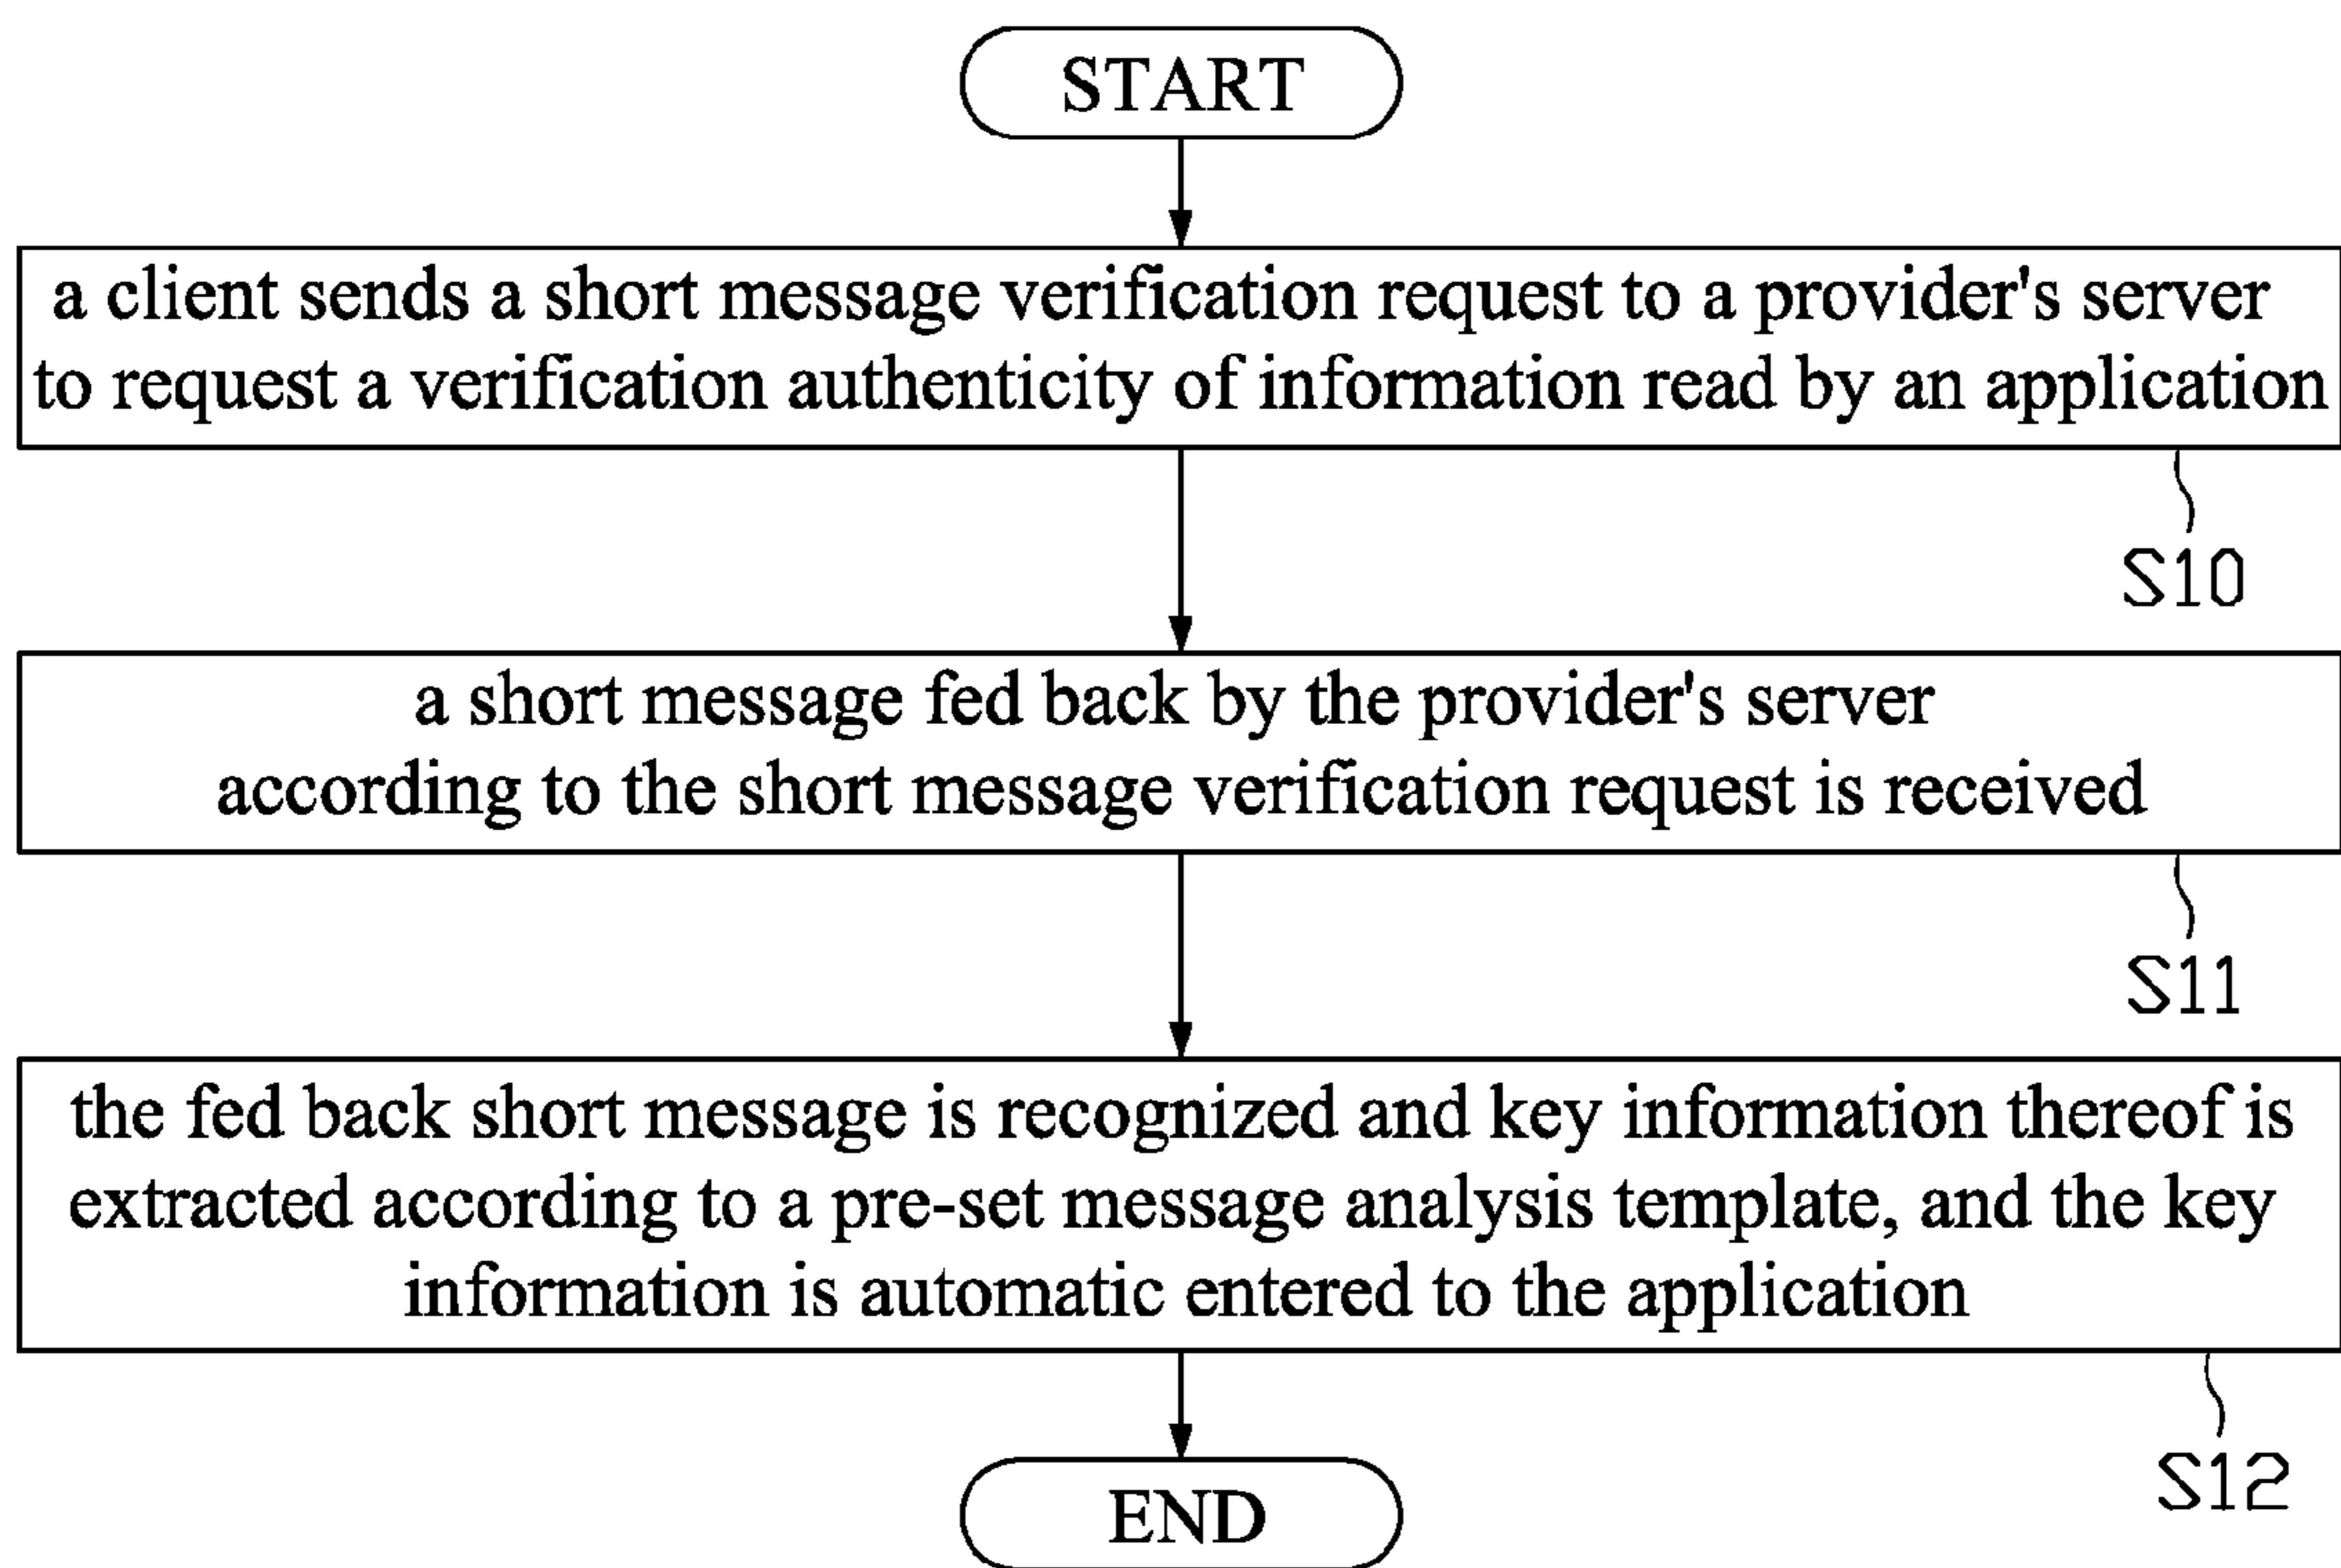 START
a client sends a short message verification request to a provider's server
to request a verification authenticity of information read by an application
S10
a short message fed back by the provider's server
according to the short message verification request is received
S11
the fed back short message is recognized and key information thereof is
extracted according to a pre-set message analysis template, and the key
information is automatic entered to the application
S12
END